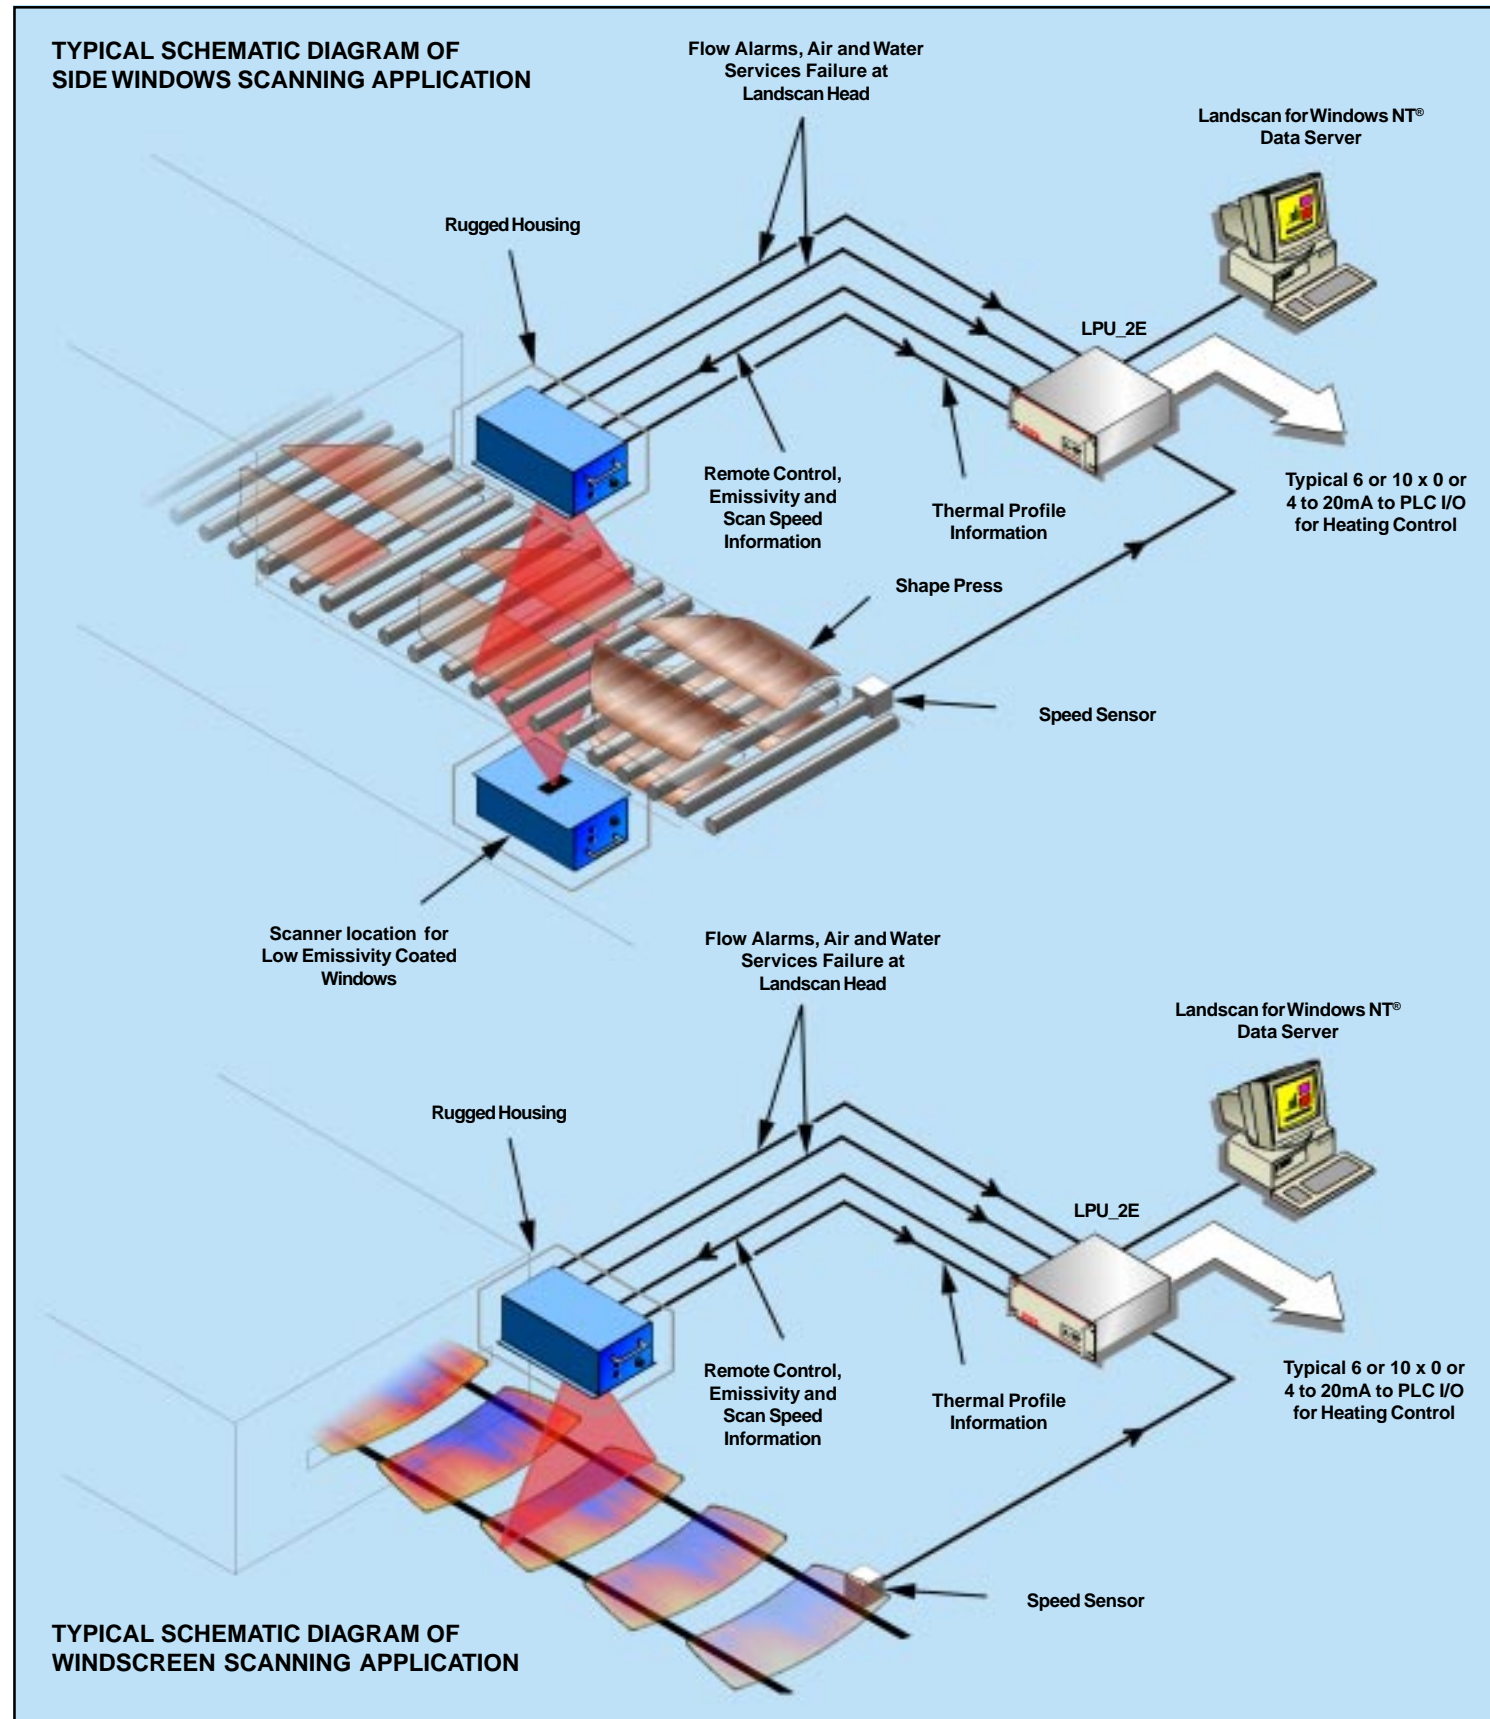 TYPICAL SCHEMATIC DIAGRAM OF
SIDE WINDOWS SCANNING APPLICATION
Flow Alarms, Air and Water
Services Failure at
Landscan Head
Landscan for Windows NT®
Data Server
Rugged Housing
LPU_2E
Remote Control,
Emissivity and
Scan Speed
Information
Thermal Profile
Information
Typical 6 or 10 x 0 or
4 to 20mA to PLC I/O
for Heating Control
Shape Press
Speed Sensor
Scanner location for
Low Emissivity Coated
Windows
Flow Alarms, Air and Water
Services Failure at
Landscan Head
Landscan for Windows NT®
Data Server
Rugged Housing
LPU_2E
Remote Control,
Emissivity and
Scan Speed
Information
Thermal Profile
Information
Typical 6 or 10 x 0 or
4 to 20mA to PLC I/O
for Heating Control
Speed Sensor
TYPICAL SCHEMATIC DIAGRAM OF
WINDSCREEN SCANNING APPLICATION